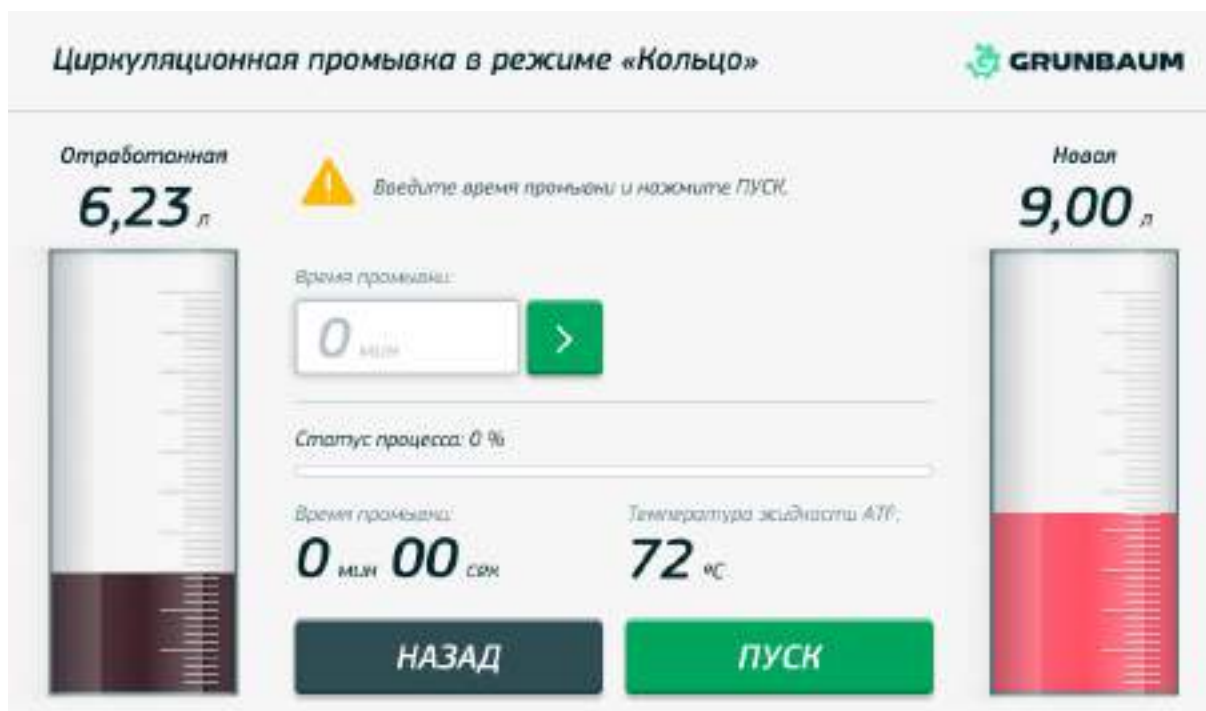 Циркуляционная промывка в режиме «Кольцо»
GRUNBAUM
Отработанная
6,23 л
Введите время промывки и нажмите ПУСК.
Новая
9,00 л
Время промывки:
0 мин
>
Статус процесса: 0 %
Время промывки:
0 мин 00 сек
Температура жидкости ATF:
72 °C
НАЗАД
ПУСК